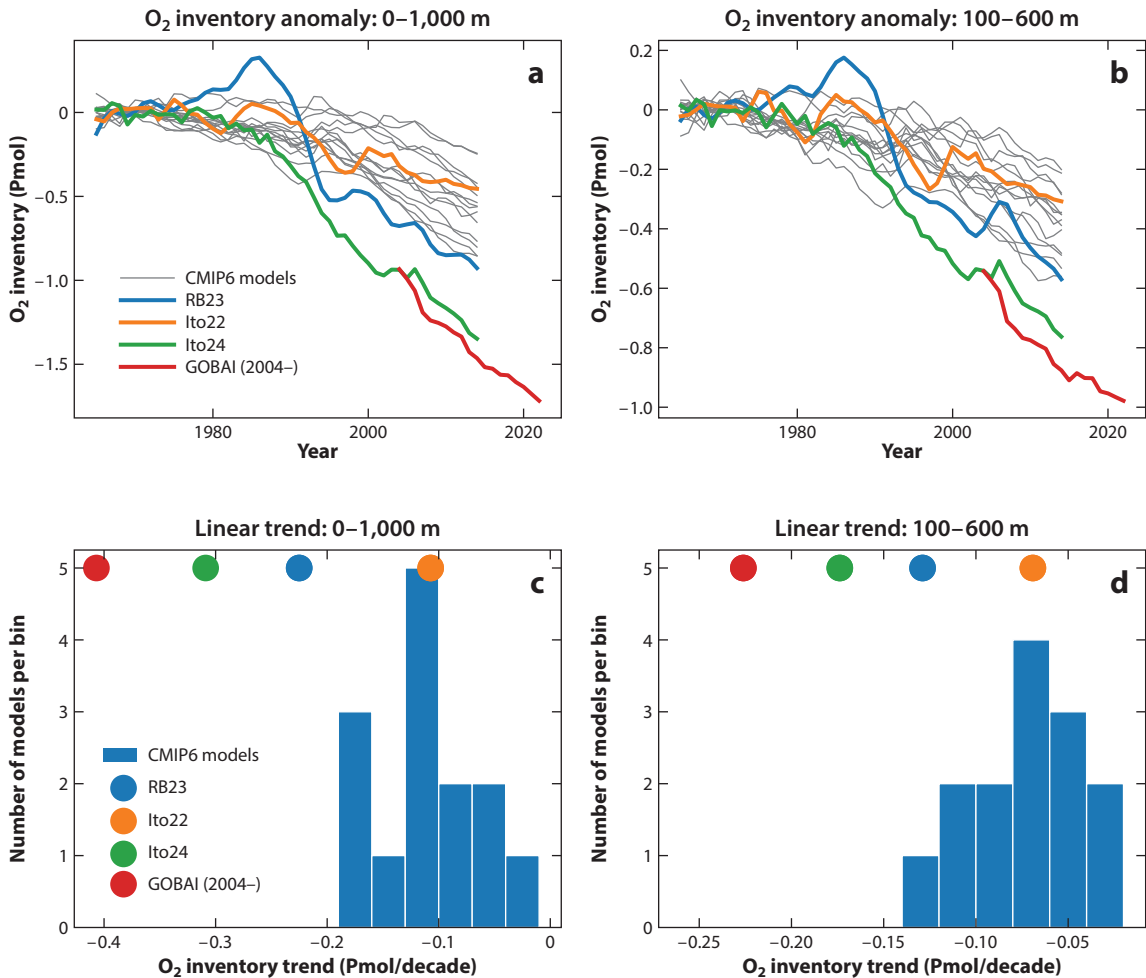 O₂ inventory anomaly: 0–1,000 m
a
0
−0.5
−1.0
−1.5
O₂ inventory (Pmol)
CMIP6 models
RB23
Ito22
Ito24
GOBAI (2004–)
1980
2000
2020
Year
O₂ inventory anomaly: 100–600 m
b
0.2
0
−0.2
−0.4
−0.6
−0.8
−1.0
O₂ inventory (Pmol)
1980
2000
2020
Year
Linear trend: 0–1,000 m
c
5
4
3
2
1
0
Number of models per bin
CMIP6 models
RB23
Ito22
Ito24
GOBAI (2004–)
−0.4
−0.3
−0.2
−0.1
0
O₂ inventory trend (Pmol/decade)
Linear trend: 100–600 m
d
5
4
3
2
1
0
Number of models per bin
−0.25
−0.20
−0.15
−0.10
−0.05
O₂ inventory trend (Pmol/decade)